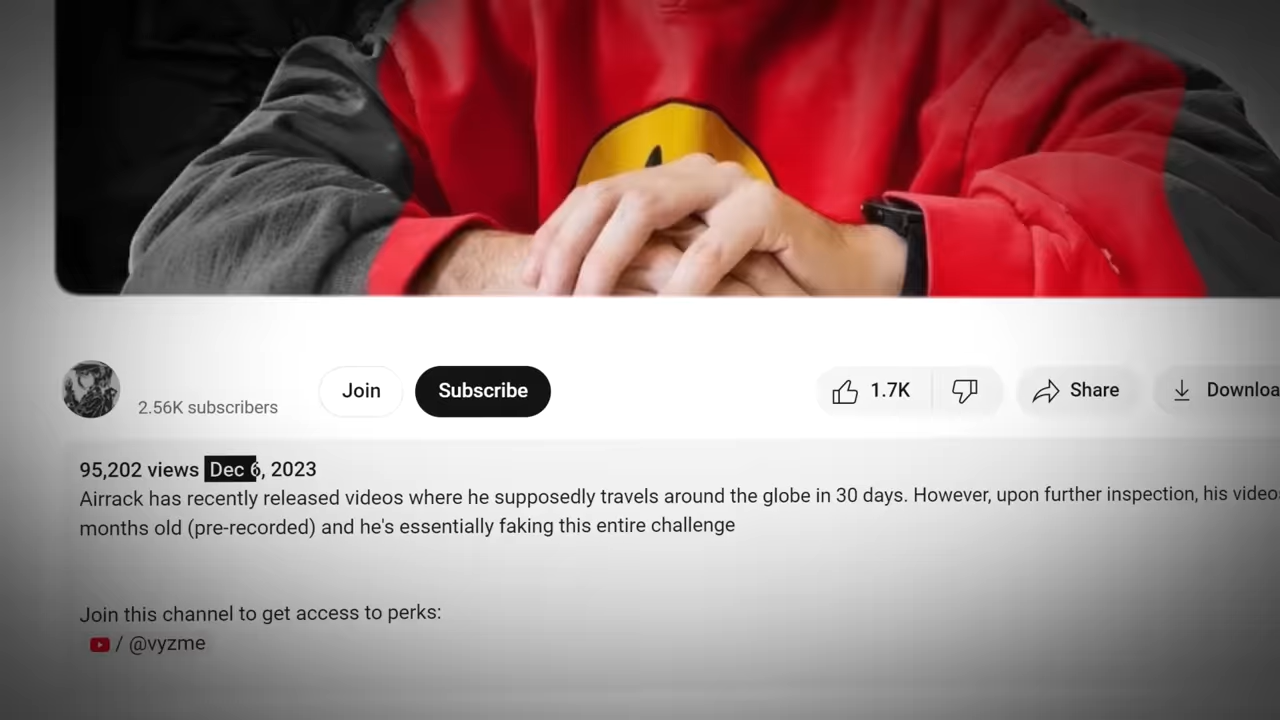 2.56K subscribers
Join
Subscribe
1.7K
Share
Downloa
95,202 views Dec 6, 2023
Airrack has recently released videos where he supposedly travels around the globe in 30 days. However, upon further inspection, his video
months old (pre-recorded) and he's essentially faking this entire challenge
Join this channel to get access to perks:
/ @vyzme